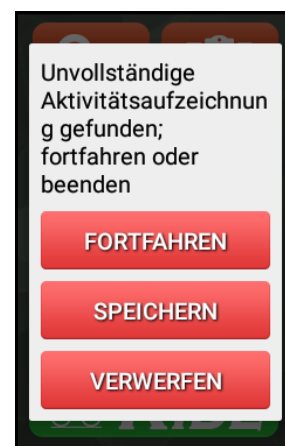 Unvollständige
Aktivitätsaufzeichnun
g gefunden;
fortfahren oder
beenden
FORTFAHREN
SPEICHERN
VERWERFEN